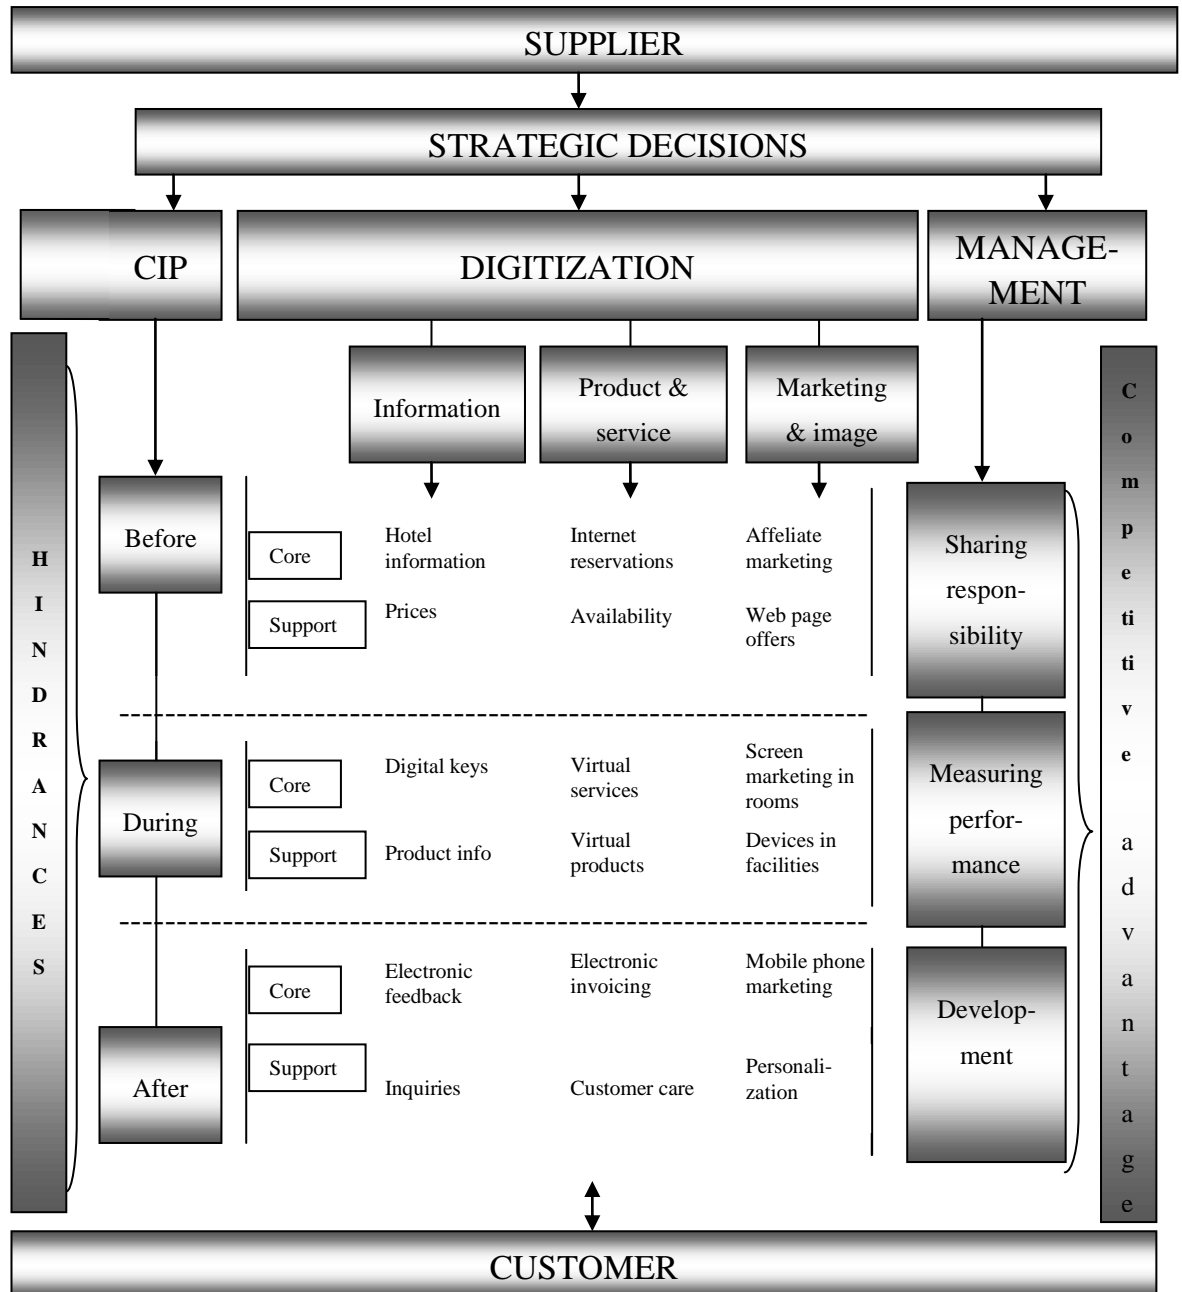 SUPPLIER
STRATEGIC DECISIONS
CIP
DIGITIZATION
MANAGE-
MENT
Information
Product &
service
Marketing
& image
HINDRANCES
Competitive advantage
Before
Core
Hotel
information
Internet
reservations
Affeliate
marketing
Support
Prices
Availability
Web page
offers
Sharing
respon-
sibility
During
Core
Digital keys
Virtual
services
Screen
marketing in
rooms
Support
Product info
Virtual
products
Devices in
facilities
Measuring
perfor-
mance
After
Core
Electronic
feedback
Electronic
invoicing
Mobile phone
marketing
Support
Inquiries
Customer care
Personali-
zation
Develop-
ment
CUSTOMER